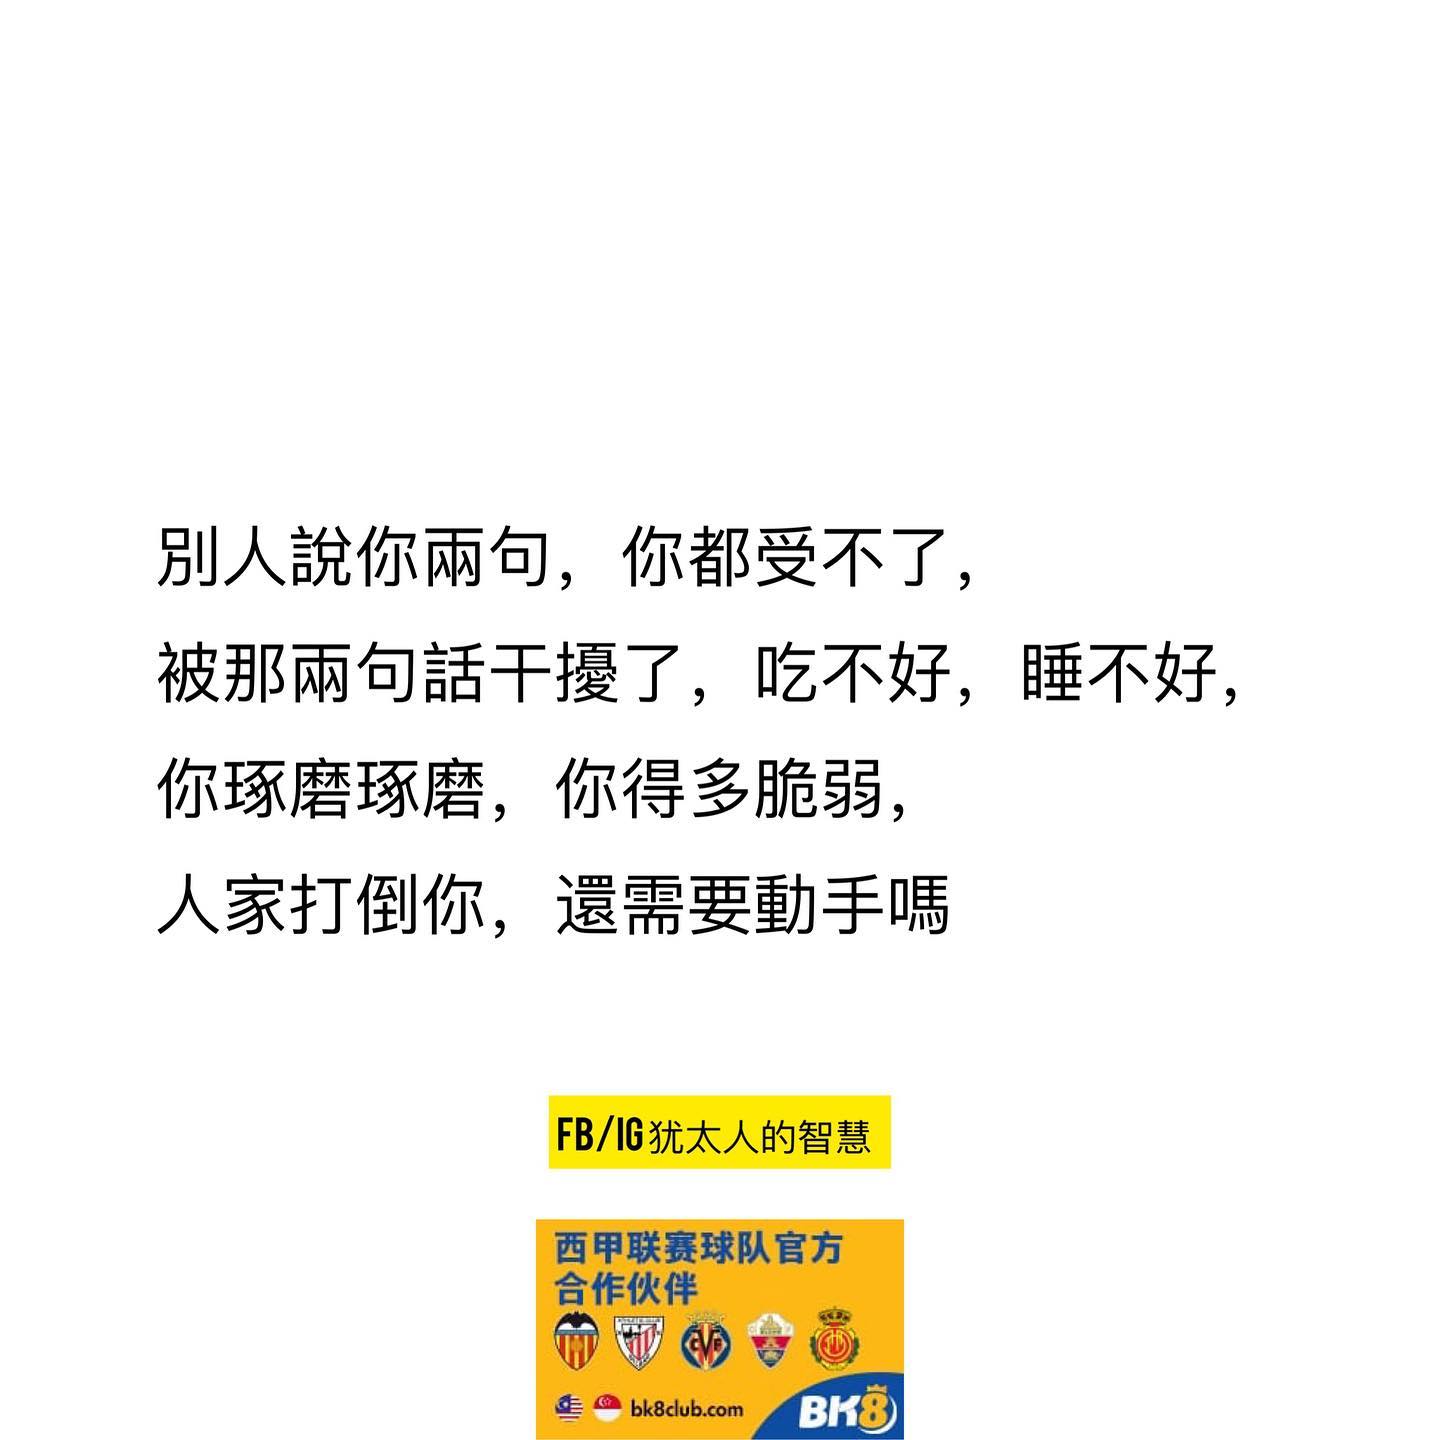 別人說你兩句，你都受不了，
被那兩句話干擾了，吃不好，睡不好，
你琢磨琢磨，你得多脆弱，
人家打倒你，還需要動手嗎
FB/IG犹太人的智慧
西甲联赛球队官方
合作伙伴
bk8club.com
BK8